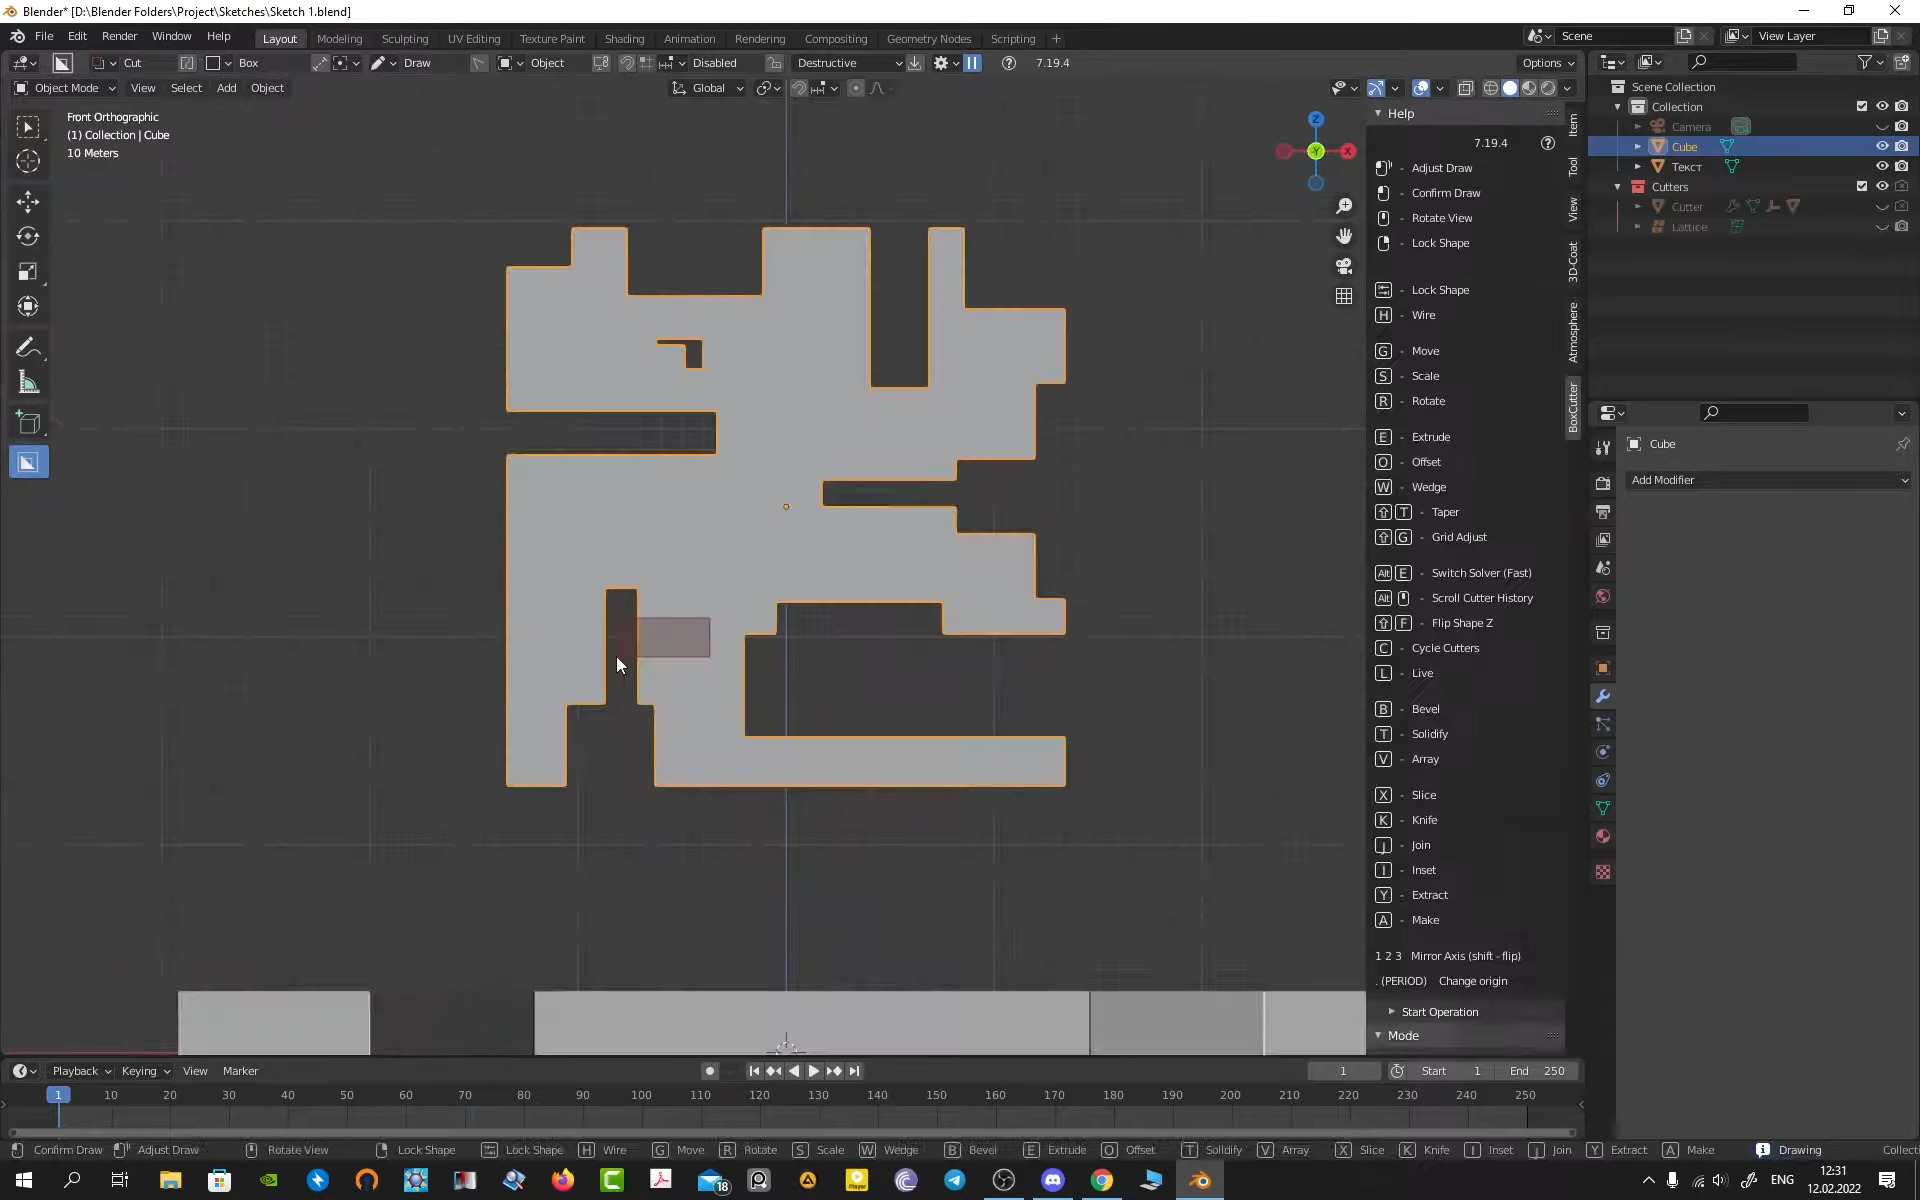 Blender* [D:\Blender Folders\Project\Sketches\Sketch 1.blend]
File Edit Render Window Help Layout Modeling Sculpting UV Editing Texture Paint Shading Animation Rendering Compositing Geometry Nodes Scripting + Scene View Layer
Cut Box Draw Object Disabled Destructive 7.19.4 Options
Object Mode View Select Add Object Global
Front Orthographic
(1) Collection | Cube
10 Meters
Z
-Y
X
Help
7.19.4
Adjust Draw
Confirm Draw
Rotate View
Lock Shape
Lock Shape
H - Wire
G - Move
S - Scale
R - Rotate
E - Extrude
O - Offset
W - Wedge
T - Taper
G - Grid Adjust
Alt E - Switch Solver (Fast)
Alt - Scroll Cutter History
F - Flip Shape Z
C - Cycle Cutters
L - Live
B - Bevel
T - Solidify
V - Array
X - Slice
K - Knife
J - Join
I - Inset
Y - Extract
A - Make
1 2 3 Mirror Axis (shift - flip)
. (PERIOD) Change origin
Start Operation
Mode
Item
Tool
View
3D-Coat
Atmosphere
BoxCutter
Scene Collection
Collection
Camera
Cube
Текст
Cutters
Cutter
Lattice
Cube
Add Modifier
Playback Keying View Marker 1 Start 1 End 250
1 10 20 30 40 50 60 70 80 90 100 110 120 130 140 150 160 170 180 190 200 210 220 230 240 250
Confirm Draw Adjust Draw Rotate View Lock Shape Lock Shape H Wire G Move R Rotate S Scale W Wedge B Bevel E Extrude O Offset T Solidify V Array X Slice K Knife I Inset J Join Y Extract A Make Drawing Collecti
18 Player ENG 12:31
12.02.2022